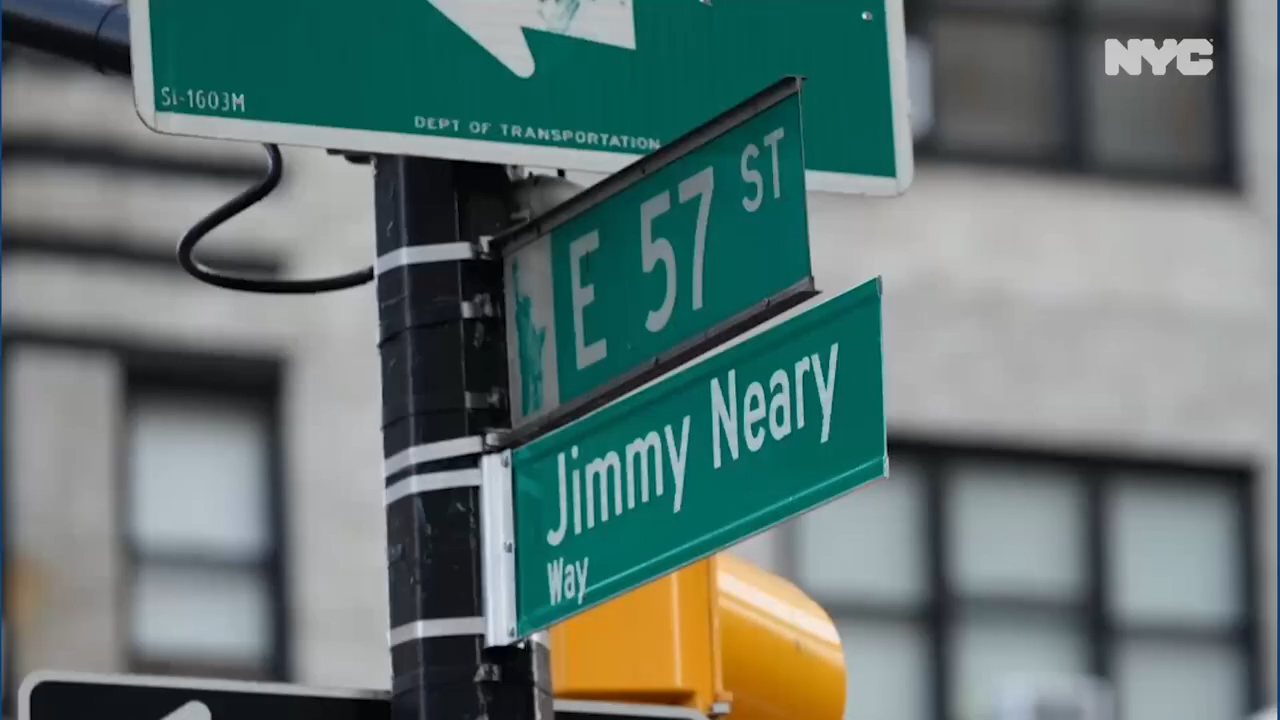 NYC
SI-1603M
DEPT OF TRANSPORTATION
E 57 ST
Jimmy Neary
Way